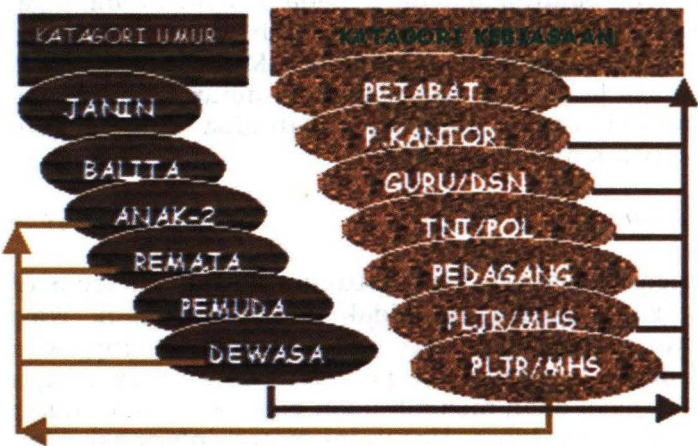 KATAGORI UMUR
JANIN
BALITA
ANAK-2
REMAJA
PEMUDA
DEWASA
KATAGORI KEBIASAAN
PEJABAT
P.KANTOR
GURU/DSN
TNI/POL
PEDAGANG
PLJR/MHS
PLJR/MHS